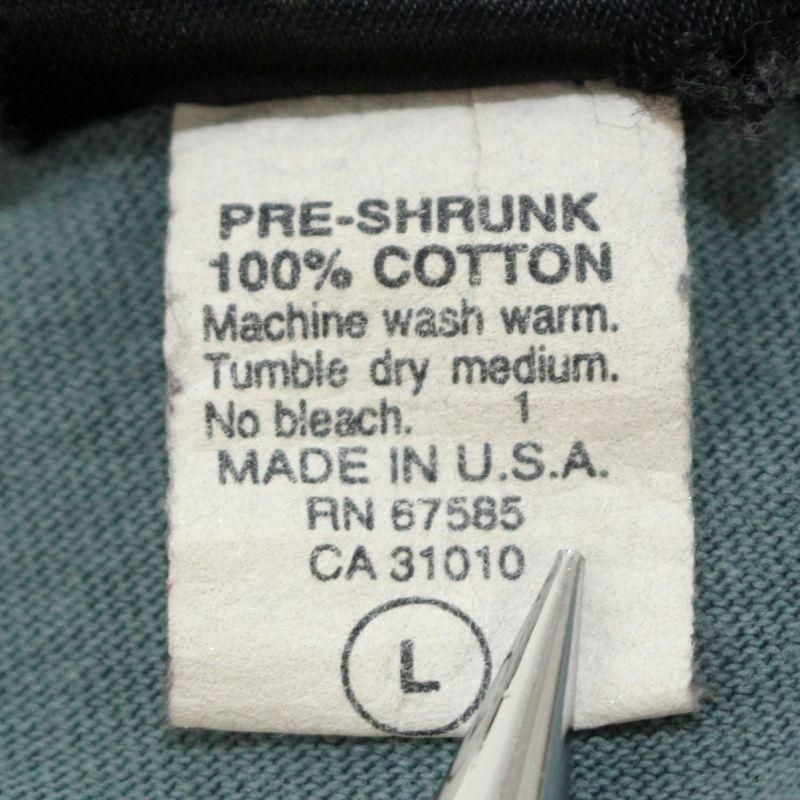 PRE-SHRUNK
100% COTTON
Machine wash warm.
Tumble dry medium.
No bleach. 1
MADE IN U.S.A.
RN 67585
CA 31010
L